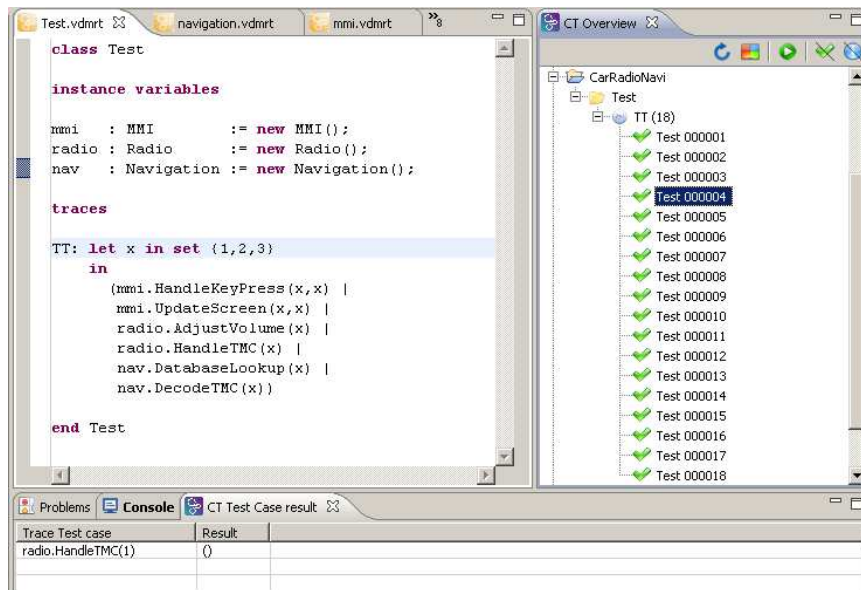 Test.vdmrt
navigation.vdmrt
mmi.vdmrt
»8
class Test
instance variables
mmi : MMI := new MMI();
radio : Radio := new Radio();
nav : Navigation := new Navigation();
traces
TT: let x in set {1,2,3}
in
(mmi.HandleKeyPress(x,x) |
mmi.UpdateScreen(x,x) |
radio.AdjustVolume(x) |
radio.HandleTMC(x) |
nav.DatabaseLookup(x) |
nav.DecodeTMC(x))
end Test
CT Overview
CarRadioNavi
Test
TT (18)
Test 000001
Test 000002
Test 000003
Test 000004
Test 000005
Test 000006
Test 000007
Test 000008
Test 000009
Test 000010
Test 000011
Test 000012
Test 000013
Test 000014
Test 000015
Test 000016
Test 000017
Test 000018
Problems Console CT Test Case result
Trace Test case Result
radio.HandleTMC(1) ()